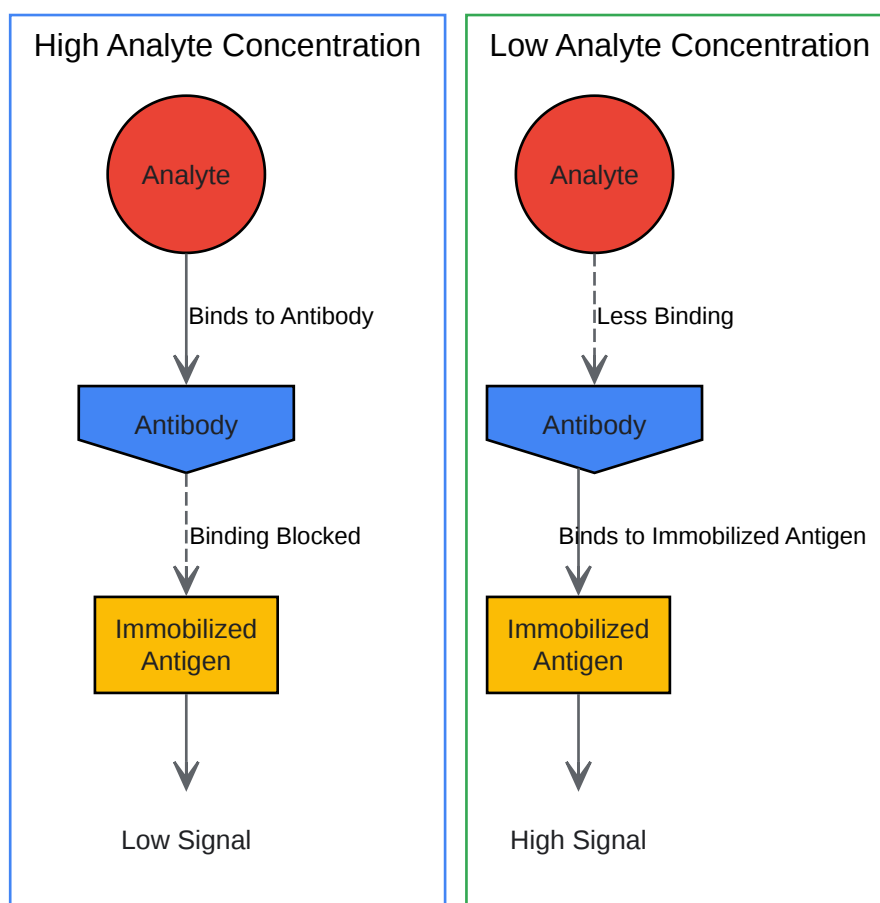 High Analyte Concentration
Analyte
Binds to Antibody
Antibody
Binding Blocked
Immobilized
Antigen
Low Signal
Low Analyte Concentration
Analyte
Less Binding
Antibody
Binds to Immobilized Antigen
Immobilized
Antigen
High Signal